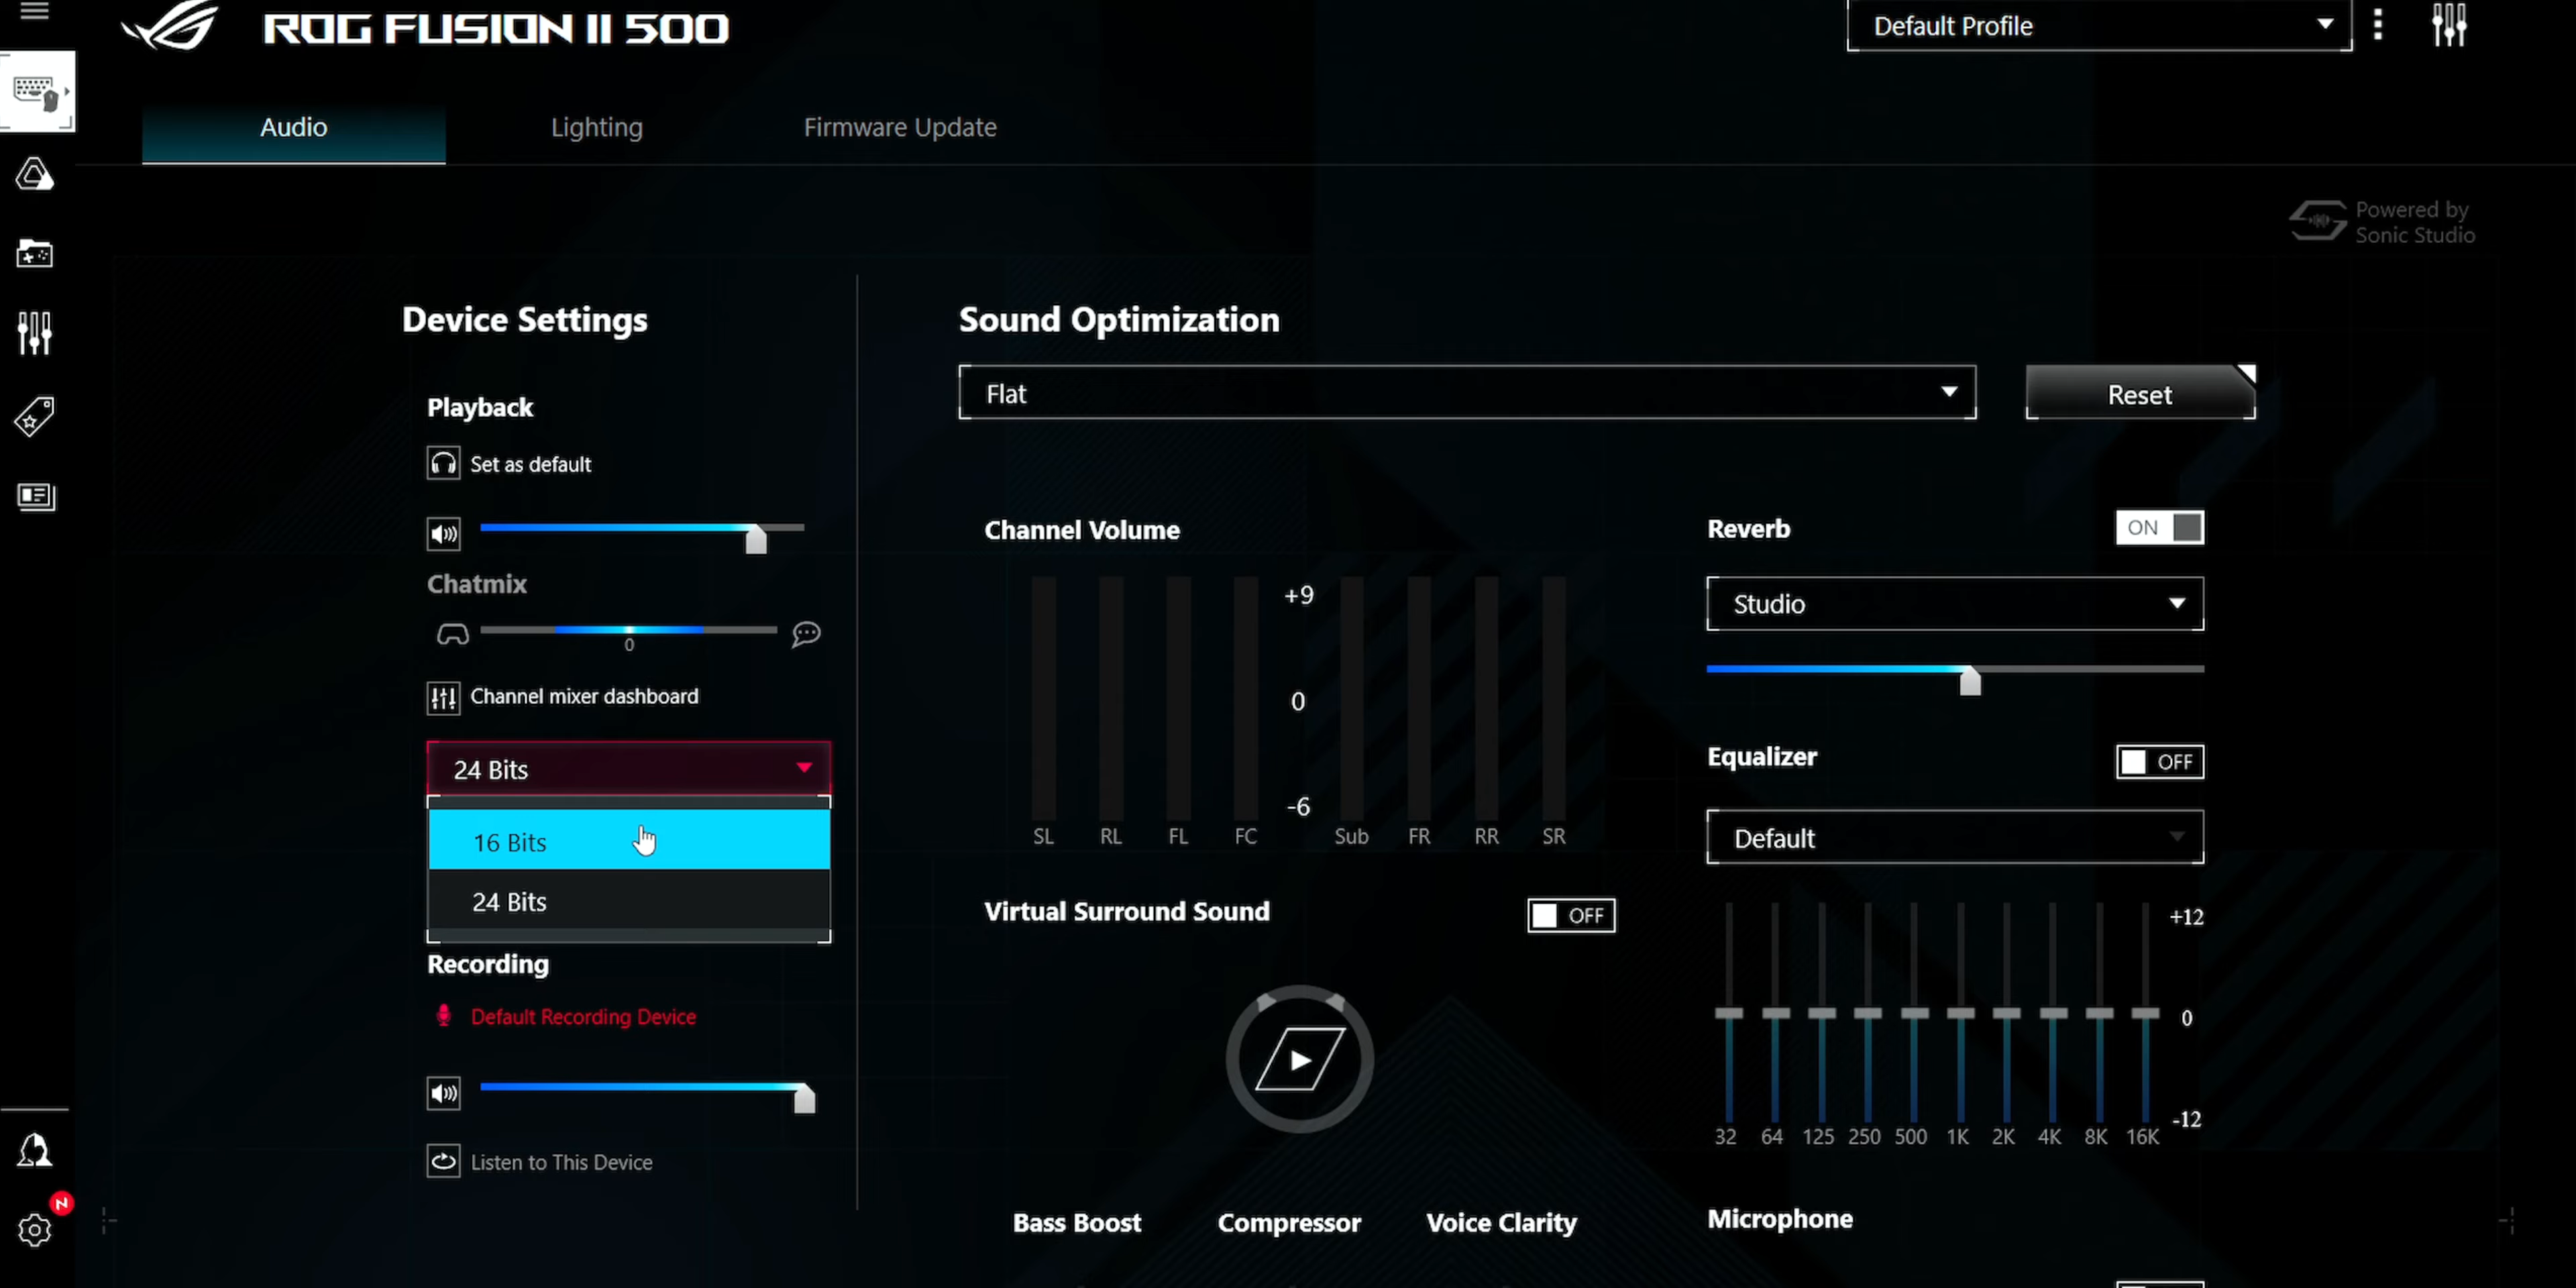 ROG FUSION II 500
Default Profile
Audio
Lighting
Firmware Update
Powered by
Sonic Studio
Device Settings
Playback
Set as default
Chatmix
0
Channel mixer dashboard
24 Bits
16 Bits
24 Bits
Recording
Default Recording Device
Listen to This Device
Sound Optimization
Flat
Reset
Channel Volume
+9
0
-6
SL RL FL FC Sub FR RR SR
Virtual Surround Sound
OFF
Reverb
ON
Studio
Equalizer
OFF
Default
+12
0
-12
32 64 125 250 500 1K 2K 4K 8K 16K
Bass Boost
Compressor
Voice Clarity
Microphone
N